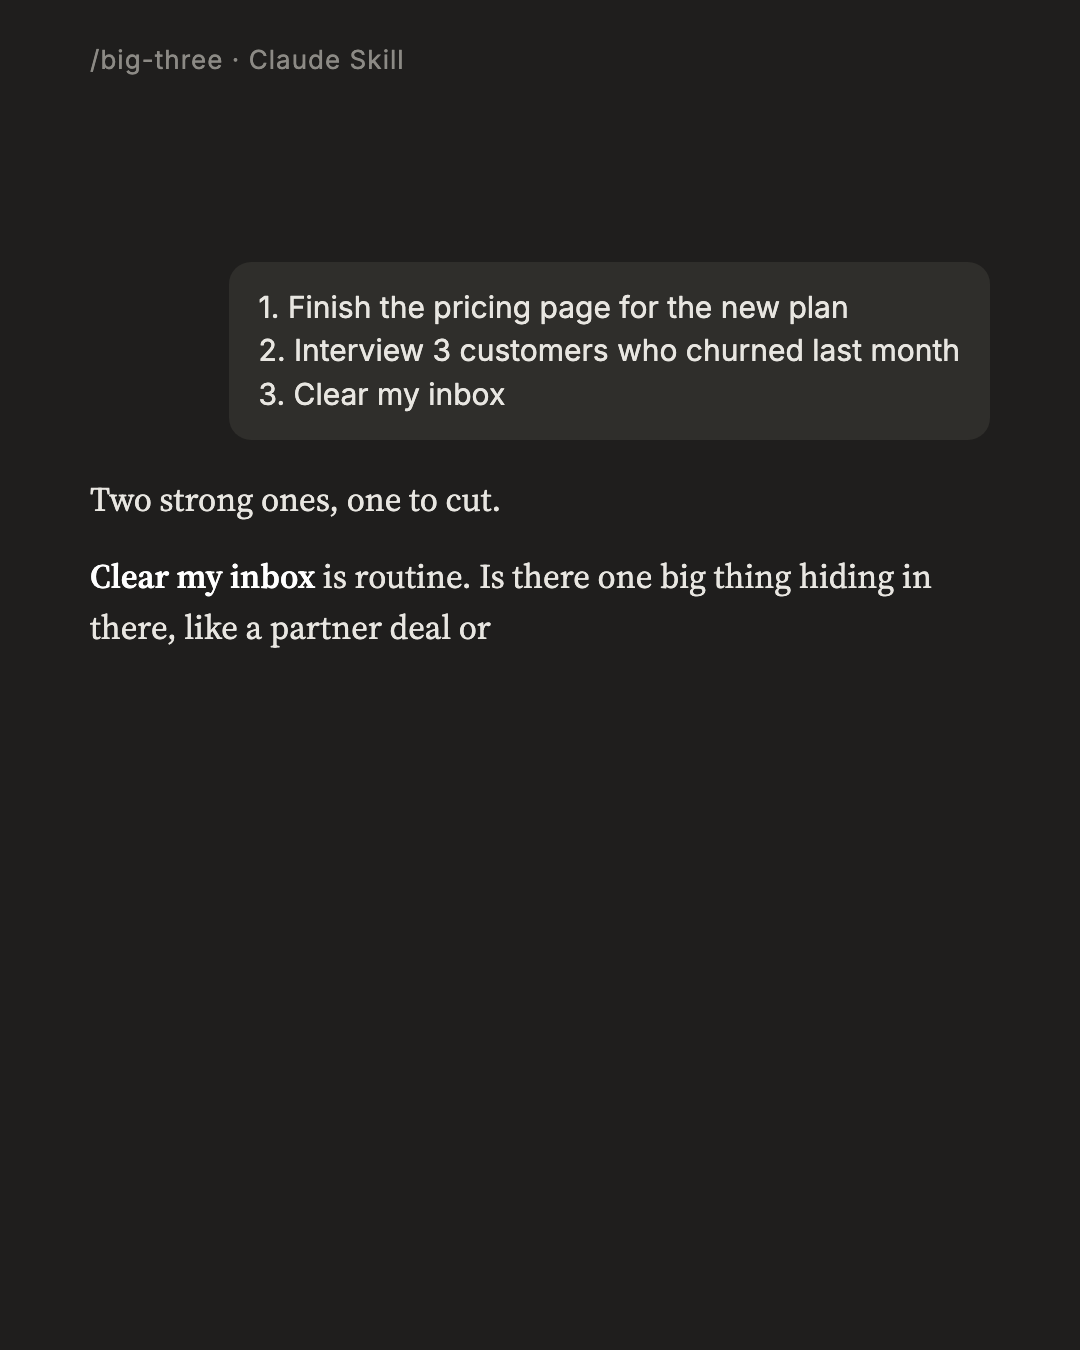 /big-three · Claude Skill
1. Finish the pricing page for the new plan
2. Interview 3 customers who churned last month
3. Clear my inbox
Two strong ones, one to cut.
Clear my inbox is routine. Is there one big thing hiding in
there, like a partner deal or